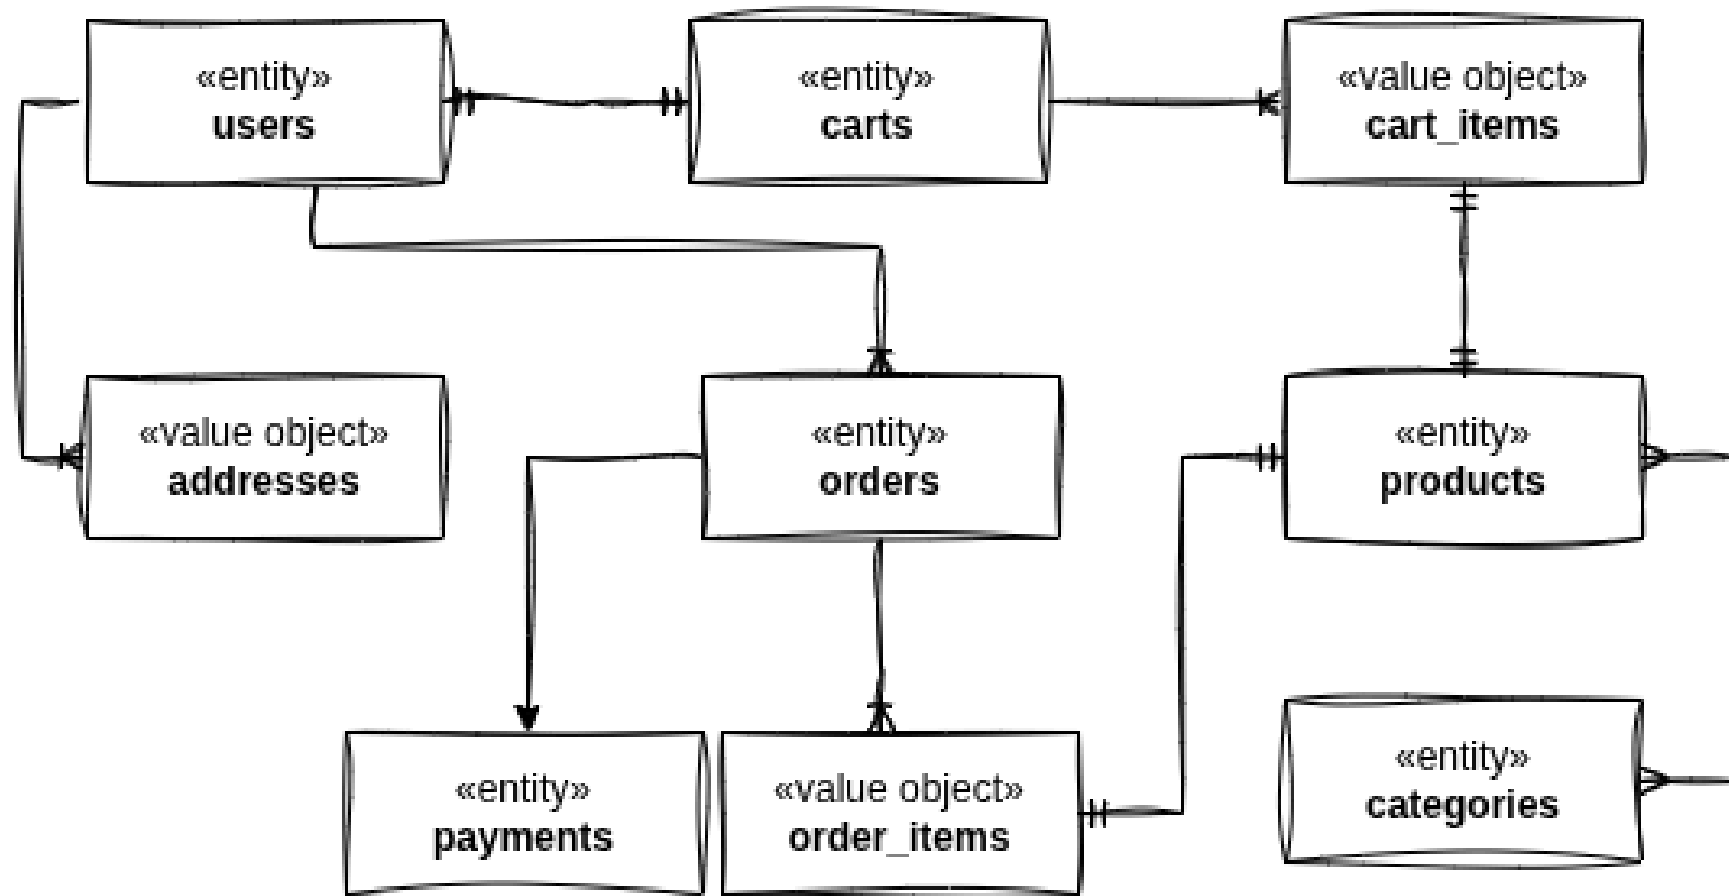 «entity»
users
«entity»
carts
«value object»
cart_items
«value object»
addresses
«entity»
orders
«entity»
products
«entity»
payments
«value object»
order_items
«entity»
categories